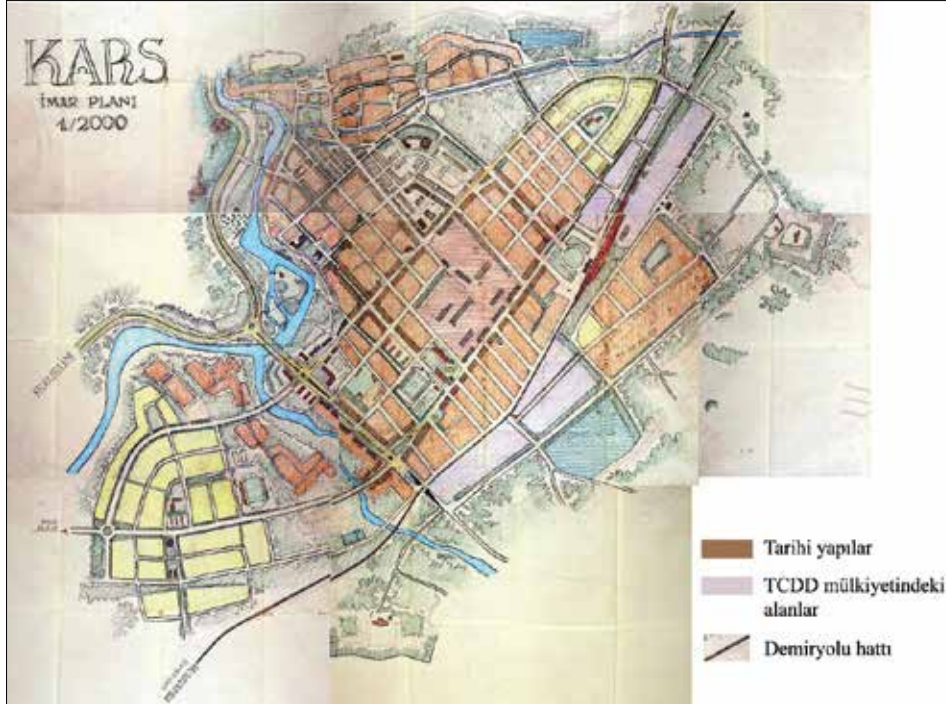 KARS
İMAR PLANI
1/2000
Tarihi yapılar
TCDD mülkiyetindeki
alanlar
Demiryolu hattı